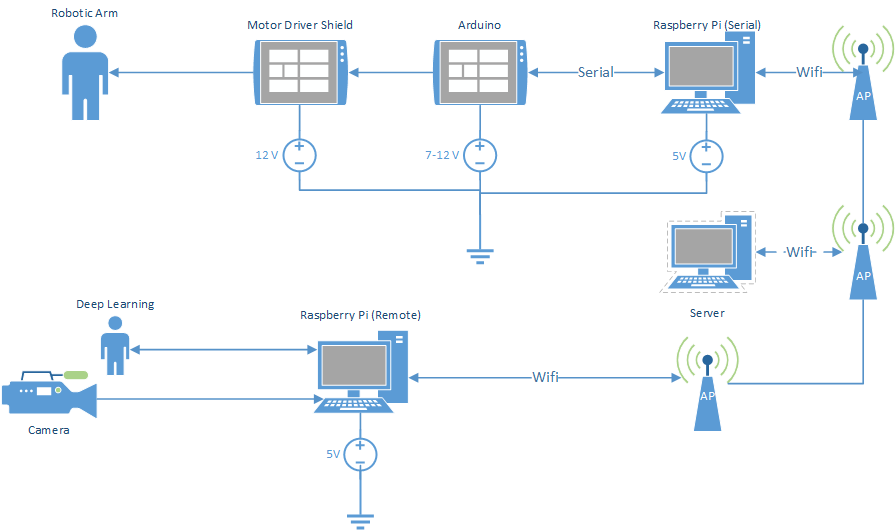 Robotic Arm
Motor Driver Shield
Arduino
Raspberry Pi (Serial)
Serial
Wifi
AP
12 V
7-12 V
5V
Wifi
AP
Server
Deep Learning
Raspberry Pi (Remote)
Wifi
AP
Camera
5V